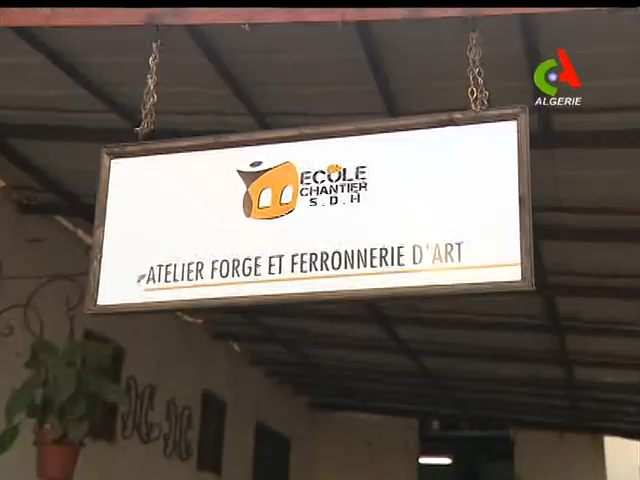 ALGERIE
ECOLE
CHANTIER
S.D.H
ATELIER FORGE ET FERRONNERIE D'ART